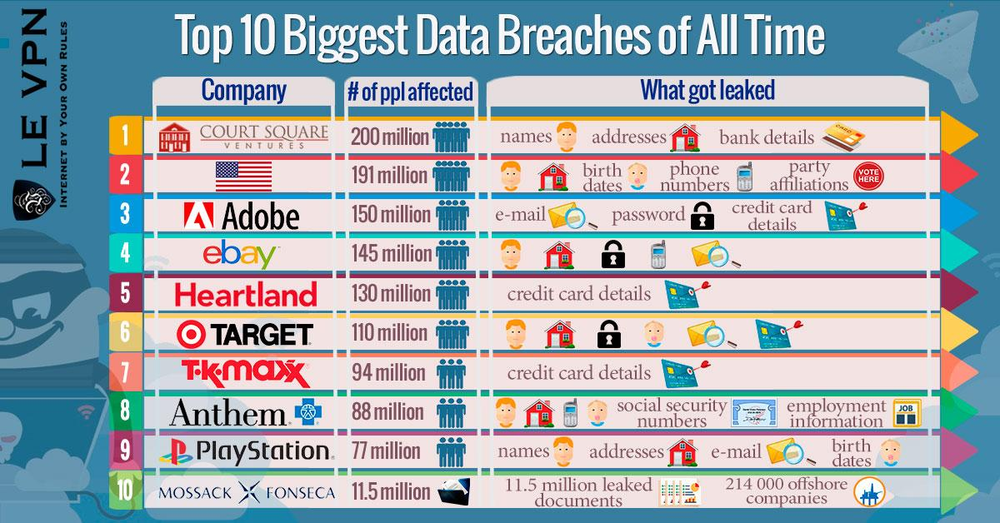 LE VPN
INTERNET BY YOUR OWN RULES
Top 10 Biggest Data Breaches of All Time
Company # of ppl affected What got leaked
1 COURT SQUARE VENTURES 200 million names addresses bank details CARD
2 191 million birth dates phone numbers party affiliations VOTE HERE
3 Adobe 150 million e-mail password credit card details
4 ebay™ 145 million
5 Heartland 130 million credit card details
6 TARGET 110 million
7 T·K·maxx 94 million credit card details
8 Anthem 88 million social security numbers employment information JOB
9 PlayStation 77 million names addresses e-mail birth dates
10 MOSSACK FONSECA 11.5 million 11.5 million leaked documents 214 000 offshore companies